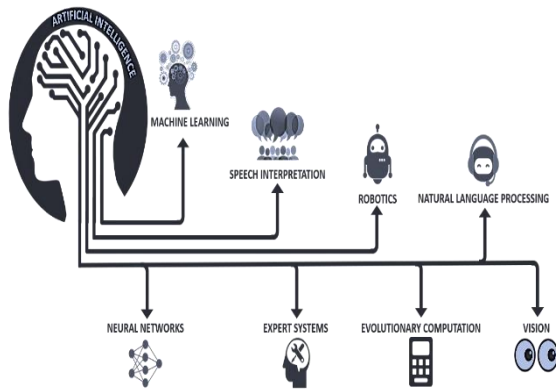 ARTIFICIAL INTELLIGENCE
MACHINE LEARNING
SPEECH INTERPRETATION
ROBOTICS
NATURAL LANGUAGE PROCESSING
NEURAL NETWORKS
EXPERT SYSTEMS
EVOLUTIONARY COMPUTATION
VISION